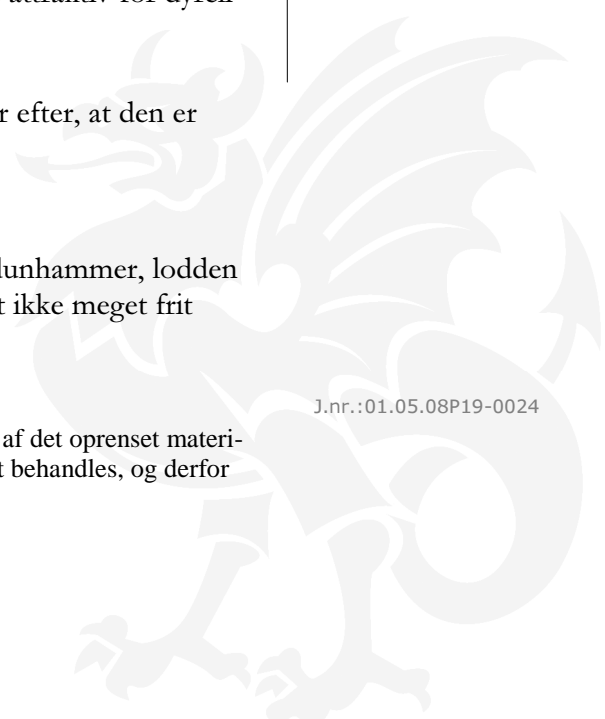 r efter, at den er
lunhammer, lodden
t ikke meget frit
J.nr.:01.05.08P19-0024
af det oprenset materi-
t behandles, og derfor